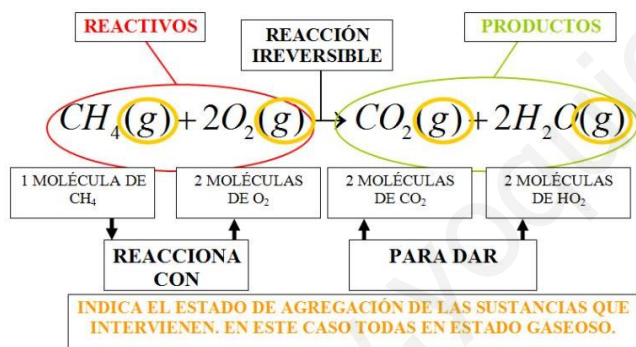 REACTIVOS
REACCIÓN
IREVERSIBLE
PRODUCTOS
CH₄(g)+2O₂(g)→CO₂(g)+2H₂O(g)
1 MOLÉCULA DE
CH₄
2 MOLÉCULAS
DE O₂
2 MOLÉCULAS
DE CO₂
2 MOLÉCULAS
DE HO₂
REACCIONA
CON
PARA DAR
INDICA EL ESTADO DE AGREGACIÓN DE LAS SUSTANCIAS QUE
INTERVIENEN. EN ESTE CASO TODAS EN ESTADO GASEOSO.